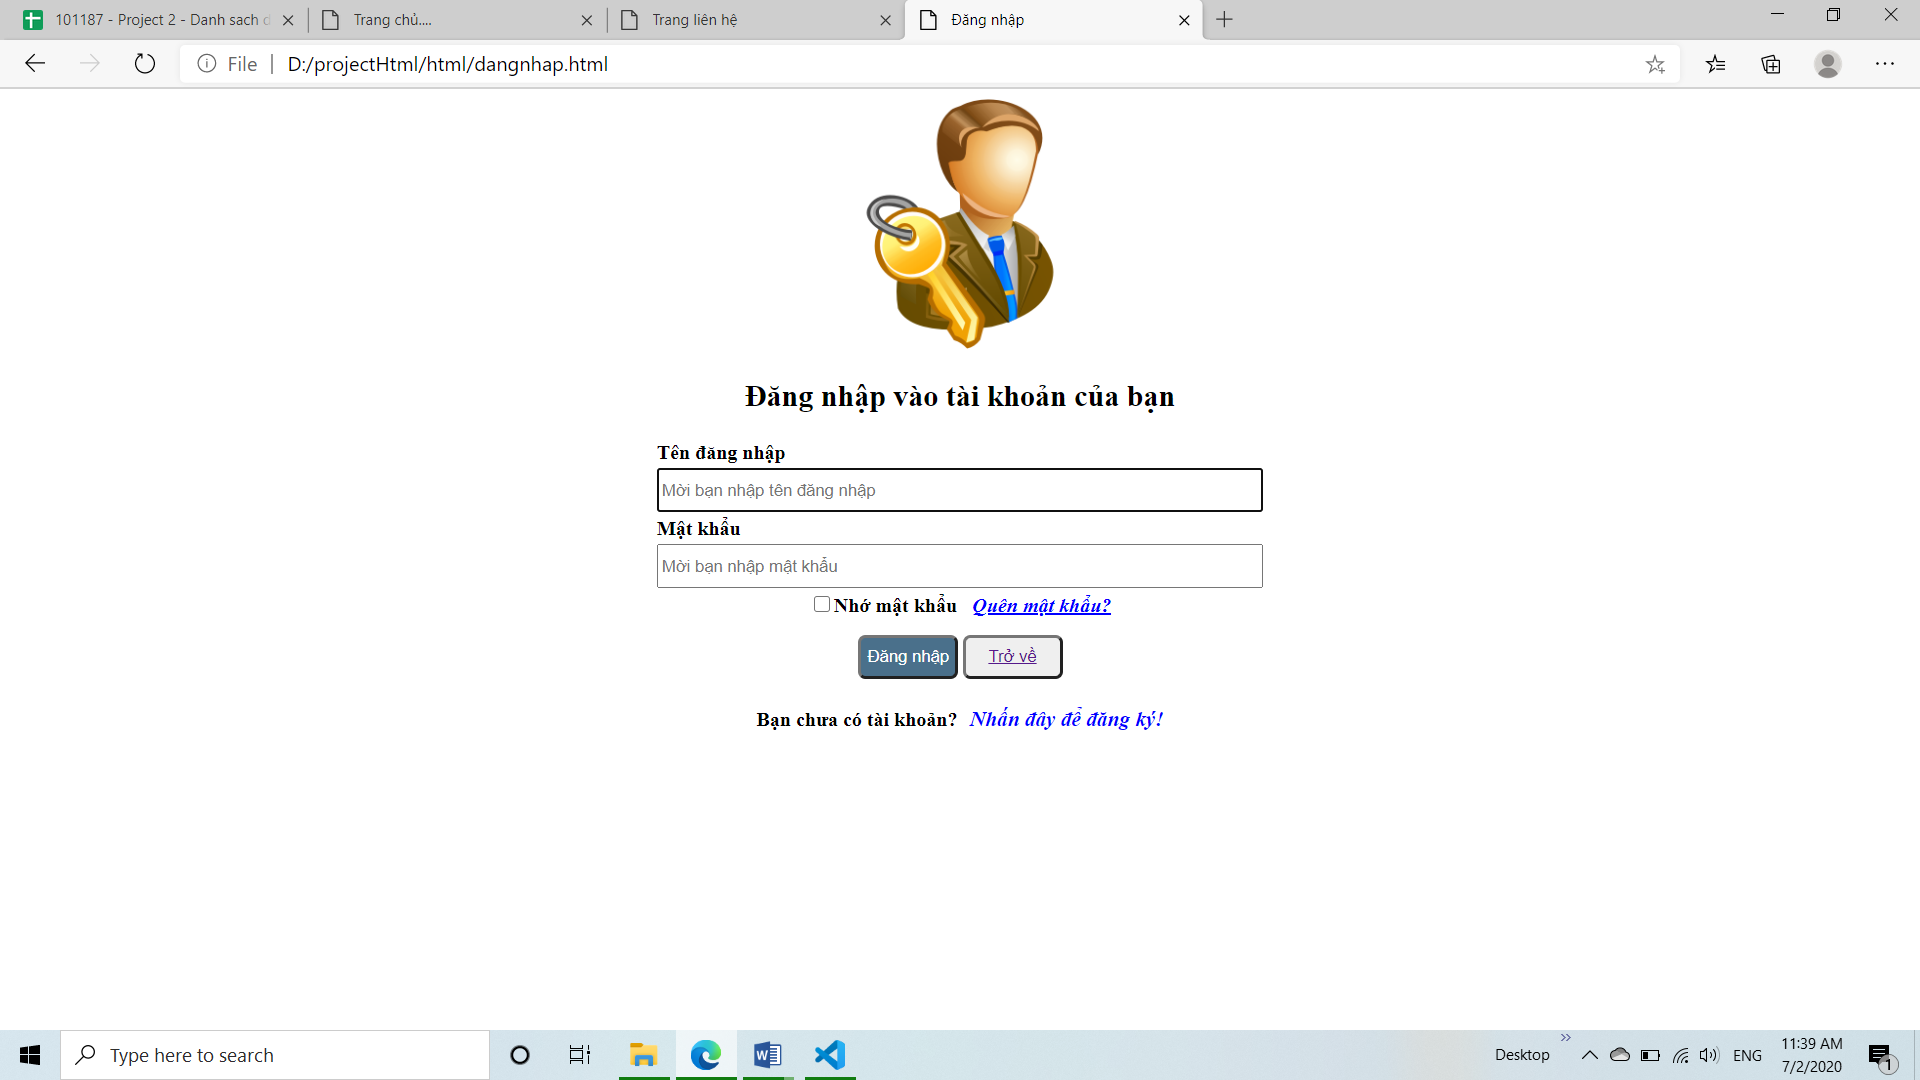 101187 - Project 2 - Danh sach d
Trang chủ....
Trang liên hệ
Đăng nhập
File
D:/projectHtml/html/dangnhap.html
Đăng nhập vào tài khoản của bạn
Tên đăng nhập
Mời bạn nhập tên đăng nhập
Mật khẩu
Mời bạn nhập mật khẩu
Nhớ mật khẩu Quên mật khẩu?
Đăng nhập Trở về
Bạn chưa có tài khoản? Nhấn đây để đăng ký!
Type here to search
Desktop
ENG
11:39 AM
7/2/2020
1